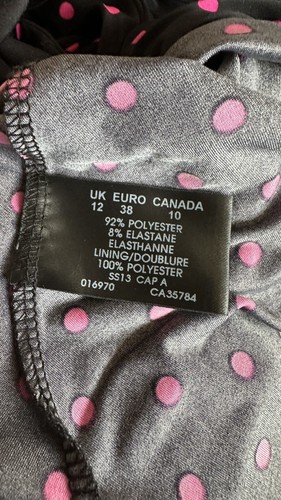 UK EURO CANADA
12 38 10
92% POLYESTER
8% ELASTANE
ELASTHANNE
LINING/DOUBLURE
100% POLYESTER
SS13 CAP A
016970 CA35784